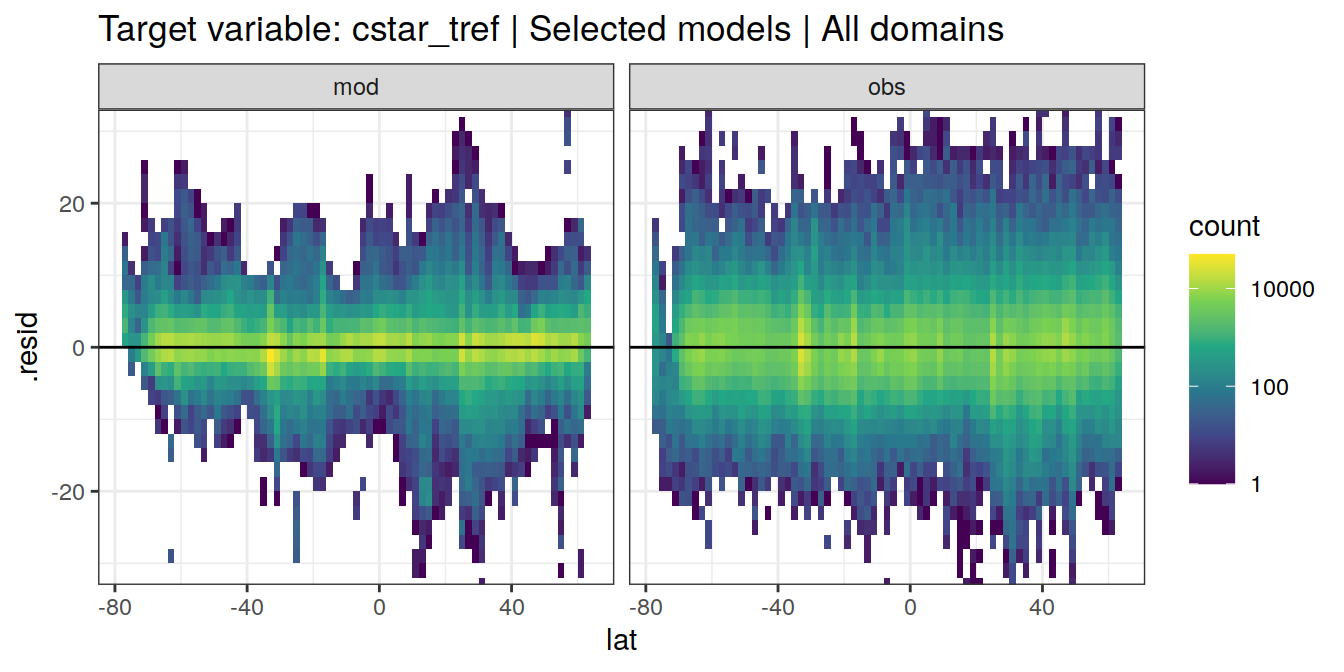 Target variable: cstar_tref | Selected models | All domains
mod
obs
.resid
20
0
-20
-80
-40
0
40
-80
-40
0
40
lat
count
10000
100
1